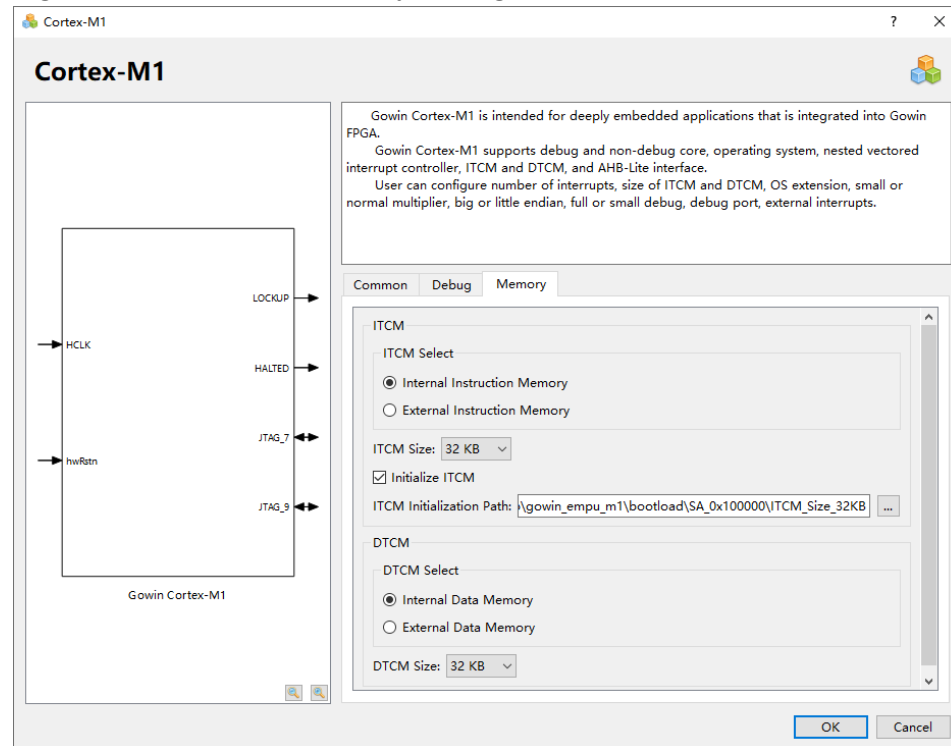 Cortex-M1
?
Cortex-M1
Gowin Cortex-M1 is intended for deeply embedded applications that is integrated into Gowin
FPGA.
Gowin Cortex-M1 supports debug and non-debug core, operating system, nested vectored
interrupt controller, ITCM and DTCM, and AHB-Lite interface.
User can configure number of interrupts, size of ITCM and DTCM, OS extension, small or
normal multiplier, big or little endian, full or small debug, debug port, external interrupts.
LOCKUP
HCLK
HALTED
JTAG_7
hwRstn
JTAG_9
Gowin Cortex-M1
Common Debug Memory
ITCM
ITCM Select
Internal Instruction Memory
External Instruction Memory
ITCM Size: 32 KB
Initialize ITCM
ITCM Initialization Path: \gowin_empu_m1\bootload\SA_0x100000\ITCM_Size_32KB ...
DTCM
DTCM Select
Internal Data Memory
External Data Memory
DTCM Size: 32 KB
OK Cancel